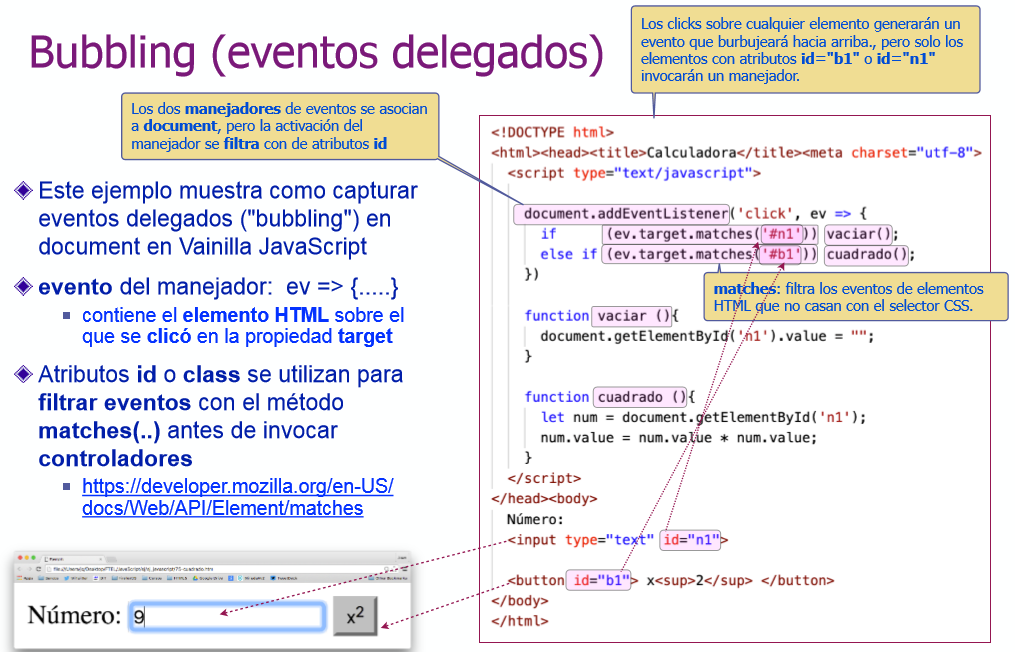 Bubbling (eventos delegados)
Los clicks sobre cualquier elemento generarán un
evento que burbujeará hacia arriba., pero solo los
elementos con atributos id="b1" o id="n1"
invocarán un manejador.
Los dos manejadores de eventos se asocian
a document, pero la activación del
manejador se filtra con de atributos id
Este ejemplo muestra como capturar
eventos delegados ("bubbling") en
document en Vainilla JavaScript
evento del manejador:  ev => {.....}
contiene el elemento HTML sobre el
que se clicó en la propiedad target
Atributos id o class se utilizan para
filtrar eventos con el método
matches(..) antes de invocar
controladores
https://developer.mozilla.org/en-US/
docs/Web/API/Element/matches
<!DOCTYPE html>
<html><head><title>Calculadora</title><meta charset="utf-8">
<script type="text/javascript">
document.addEventListener('click', ev => {
if      (ev.target.matches('#n1')) vaciar();
else if (ev.target.matches('#b1')) cuadrado();
})
matches: filtra los eventos de elementos
HTML que no casan con el selector CSS.
function vaciar (){
document.getElementById('n1').value = "";
}
function cuadrado (){
let num = document.getElementById('n1');
num.value = num.value * num.value;
}
</script>
</head><body>
Número:
<input type="text" id="n1">
<button id="b1"> x<sup>2</sup> </button>
</body>
</html>
Número: 9 x²